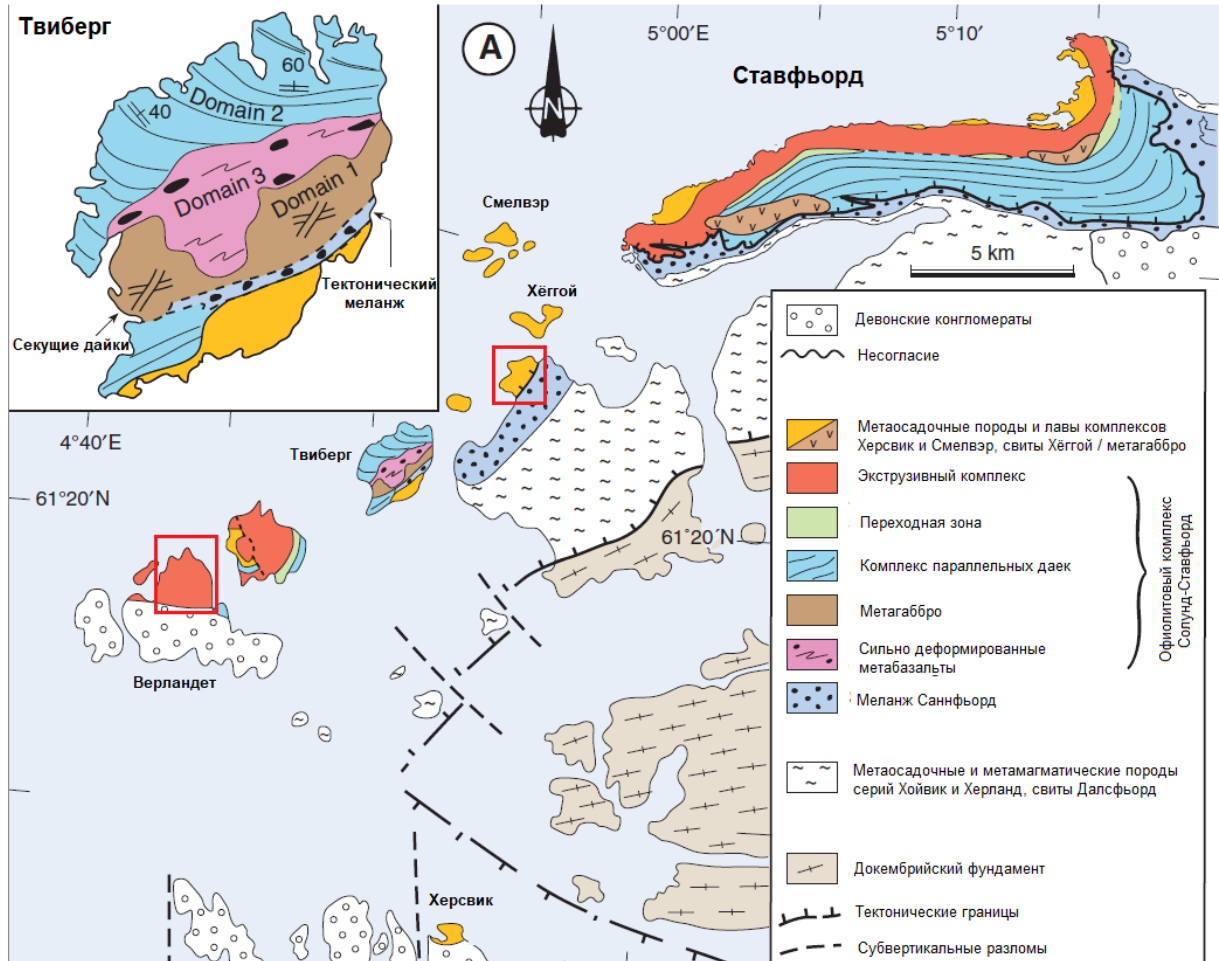 Твиберг
60
40
Domain 2
Domain 3
Domain 1
Тектонический
меланж
Секущие дайки
A
N
5°00′E
5°10′
Ставфьорд
Смелвэр
5 km
Хёггой
4°40′E
Твиберг
61°20′N
61°20′N
Верландет
Херсвик
Девонские конгломераты
Несогласие
Метаосадочные породы и лавы комплексов
Херсвик и Смелвэр, свиты Хёггой / метагаббро
Экструзивный комплекс
Переходная зона
Комплекс параллельных даек
Метагаббро
Сильно деформированные
метабазальты
Офиолитовый комплекс
Солунд-Ставфьорд
Меланж Саннфьорд
Метаосадочные и метамагматические породы
серий Хойвик и Херланд, свиты Далсфьорд
Докембрийский фундамент
Тектонические границы
Субвертикальные разломы